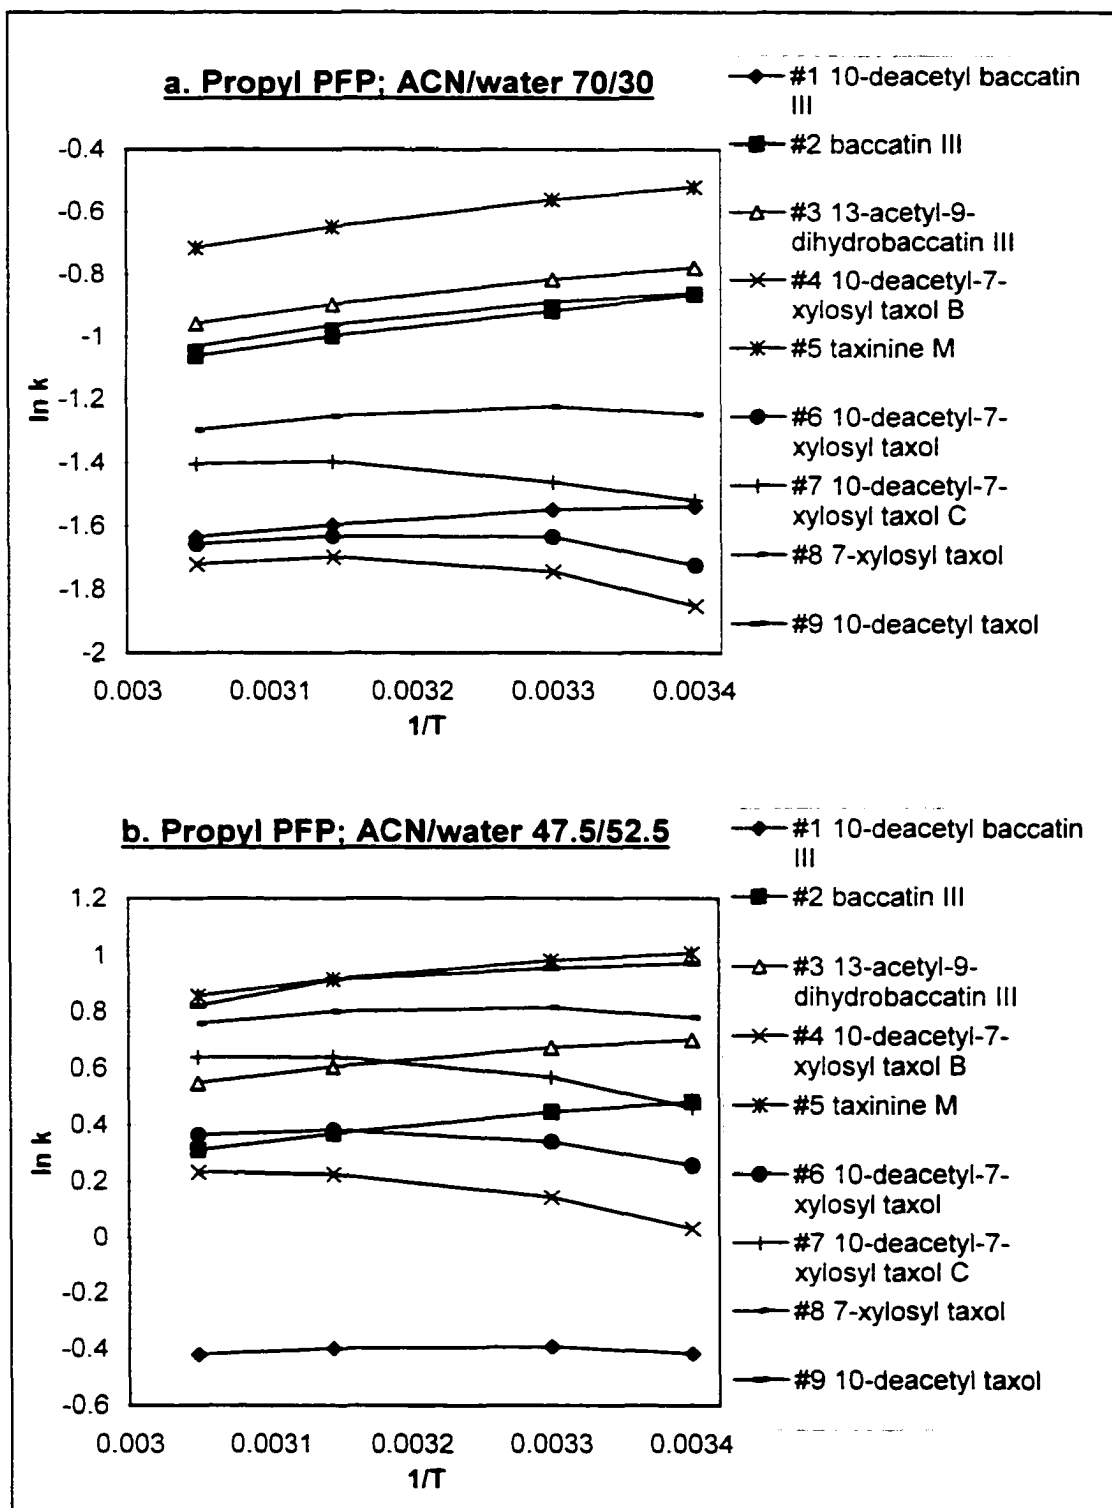 a. Propyl PFP; ACN/water 70/30
-0.4
-0.6
-0.8
-1
-1.2
-1.4
-1.6
-1.8
-2
ln k
0.003 0.0031 0.0032 0.0033 0.0034
1/T
#1 10-deacetyl baccatin
III
#2 baccatin III
#3 13-acetyl-9-
dihydrobaccatin III
#4 10-deacetyl-7-
xylosyl taxol B
#5 taxinine M
#6 10-deacetyl-7-
xylosyl taxol
#7 10-deacetyl-7-
xylosyl taxol C
#8 7-xylosyl taxol
#9 10-deacetyl taxol
b. Propyl PFP; ACN/water 47.5/52.5
1.2
1
0.8
0.6
0.4
0.2
0
-0.2
-0.4
-0.6
ln k
0.003 0.0031 0.0032 0.0033 0.0034
1/T
#1 10-deacetyl baccatin
III
#2 baccatin III
#3 13-acetyl-9-
dihydrobaccatin III
#4 10-deacetyl-7-
xylosyl taxol B
#5 taxinine M
#6 10-deacetyl-7-
xylosyl taxol
#7 10-deacetyl-7-
xylosyl taxol C
#8 7-xylosyl taxol
#9 10-deacetyl taxol